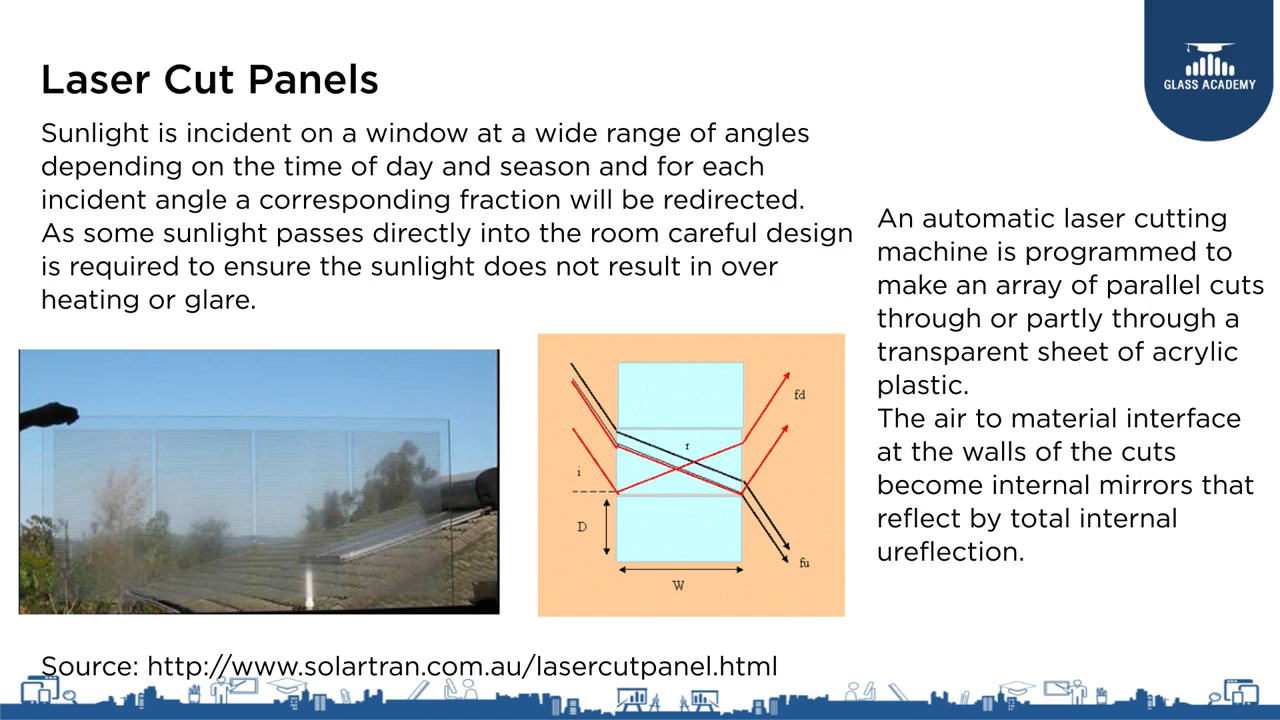 GLASS ACADEMY
Laser Cut Panels
Sunlight is incident on a window at a wide range of angles
depending on the time of day and season and for each
incident angle a corresponding fraction will be redirected.
As some sunlight passes directly into the room careful design
is required to ensure the sunlight does not result in over
heating or glare.
An automatic laser cutting
machine is programmed to
make an array of parallel cuts
through or partly through a
transparent sheet of acrylic
plastic.
The air to material interface
at the walls of the cuts
become internal mirrors that
reflect by total internal
ureflection.
fd
r
i
D
fu
W
Source: http://www.solartran.com.au/lasercutpanel.html